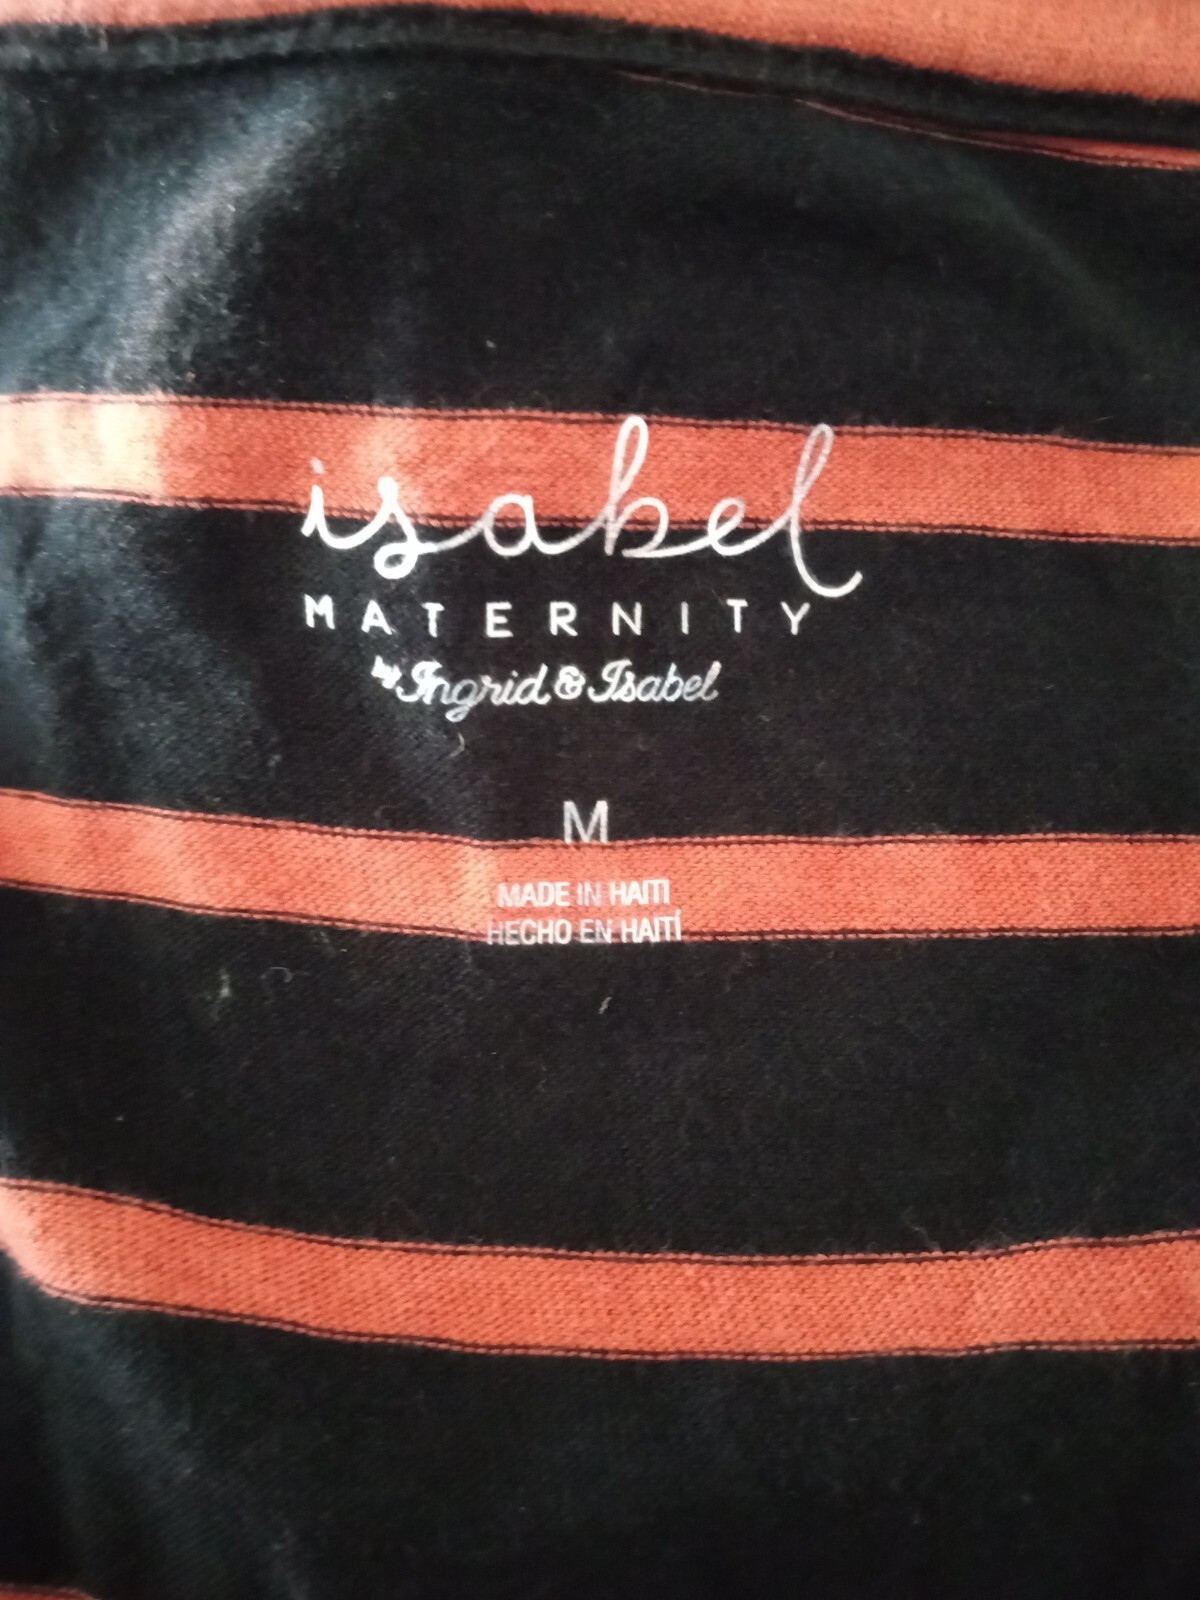 isabel
MATERNITY
by Ingrid & Isabel
M
MADE IN HAITI
HECHO EN HAITÍ